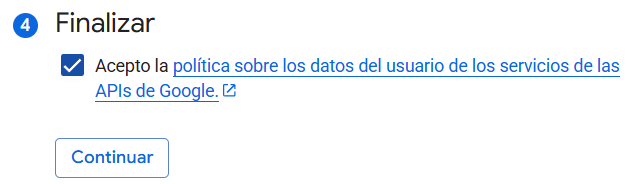 4 Finalizar
Acepto la política sobre los datos del usuario de los servicios de las
APIs de Google.
Continuar